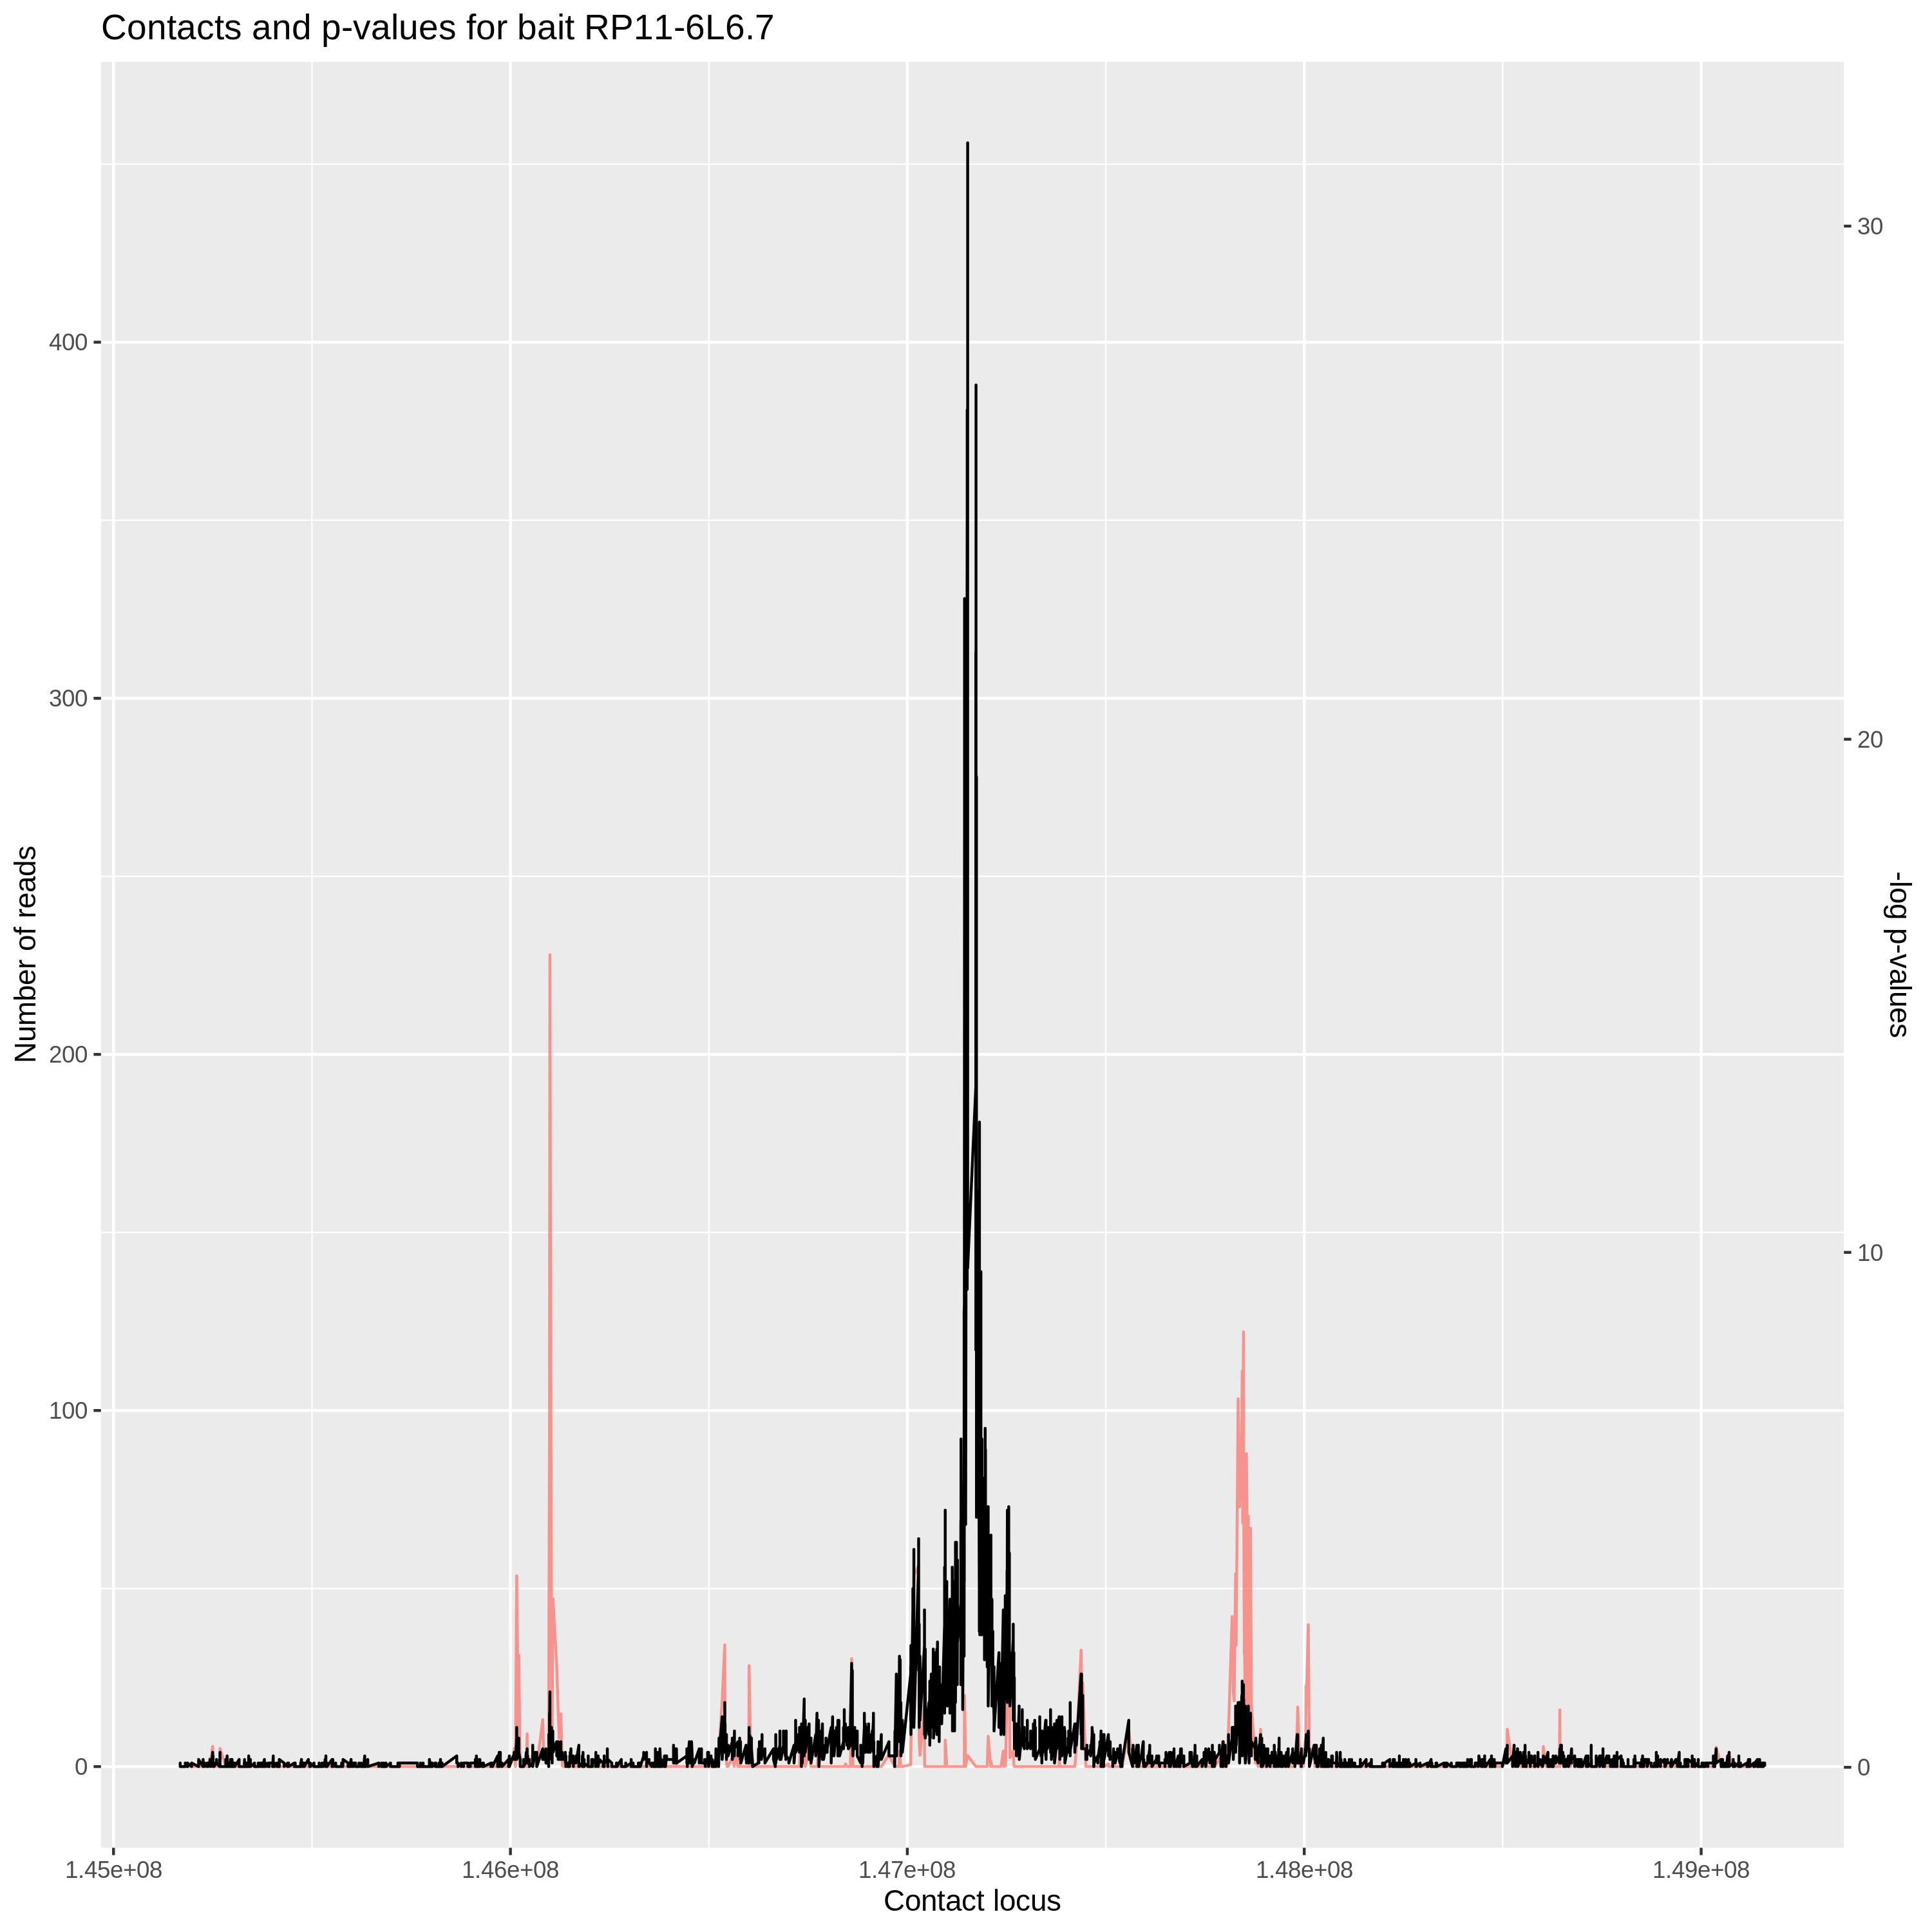 Contacts and p-values for bait RP11-6L6.7
Number of reads
400
300
200
100
0
30
20
10
0
-log p-values
1.45e+08
1.46e+08
1.47e+08
1.48e+08
1.49e+08
Contact locus